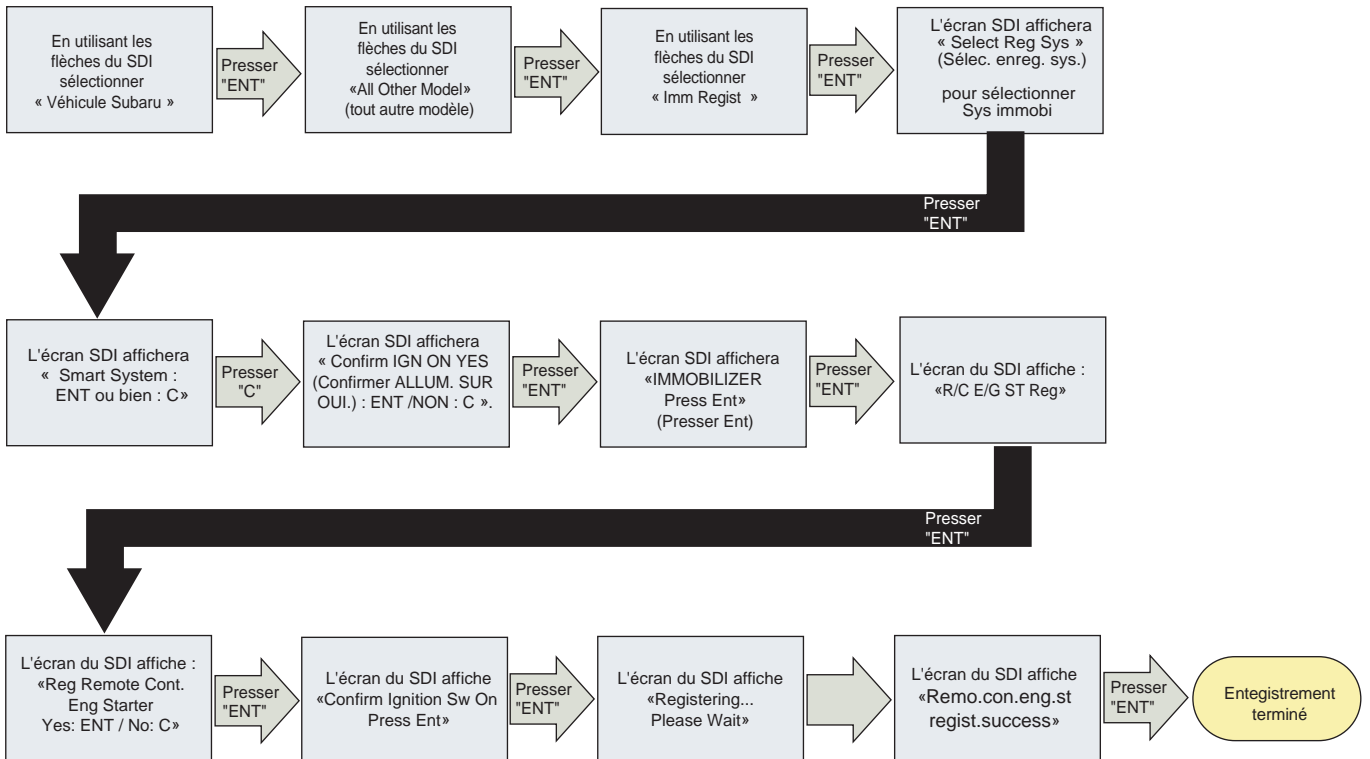 En utilisant les
flèches du SDI
sélectionner
« Véhicule Subaru »
Presser
"ENT"
En utilisant les
flèches du SDI
sélectionner
«All Other Model»
(tout autre modèle)
Presser
"ENT"
En utilisant les
flèches du SDI
sélectionner
« Imm Regist »
Presser
"ENT"
L'écran SDI affichera
« Select Reg Sys »
(Sélec. enreg. sys.)
pour sélectionner
Sys immobi
Presser
"ENT"
L'écran SDI affichera
« Smart System :
ENT ou bien : C»
Presser
"C"
L'écran SDI affichera
« Confirm IGN ON YES
(Confirmer ALLUM. SUR
OUI.) : ENT /NON : C ».
Presser
"ENT"
L'écran SDI affichera
«IMMOBILIZER
Press Ent»
(Presser Ent)
Presser
"ENT"
L'écran du SDI affiche :
«R/C E/G ST Reg»
Presser
"ENT"
L'écran du SDI affiche :
«Reg Remote Cont.
Eng Starter
Yes: ENT / No: C»
Presser
"ENT"
L'écran du SDI affiche
«Confirm Ignition Sw On
Press Ent»
Presser
"ENT"
L'écran du SDI affiche
«Registering...
Please Wait»
L'écran du SDI affiche
«Remo.con.eng.st
regist.success»
Presser
"ENT"
Entegistrement
terminé